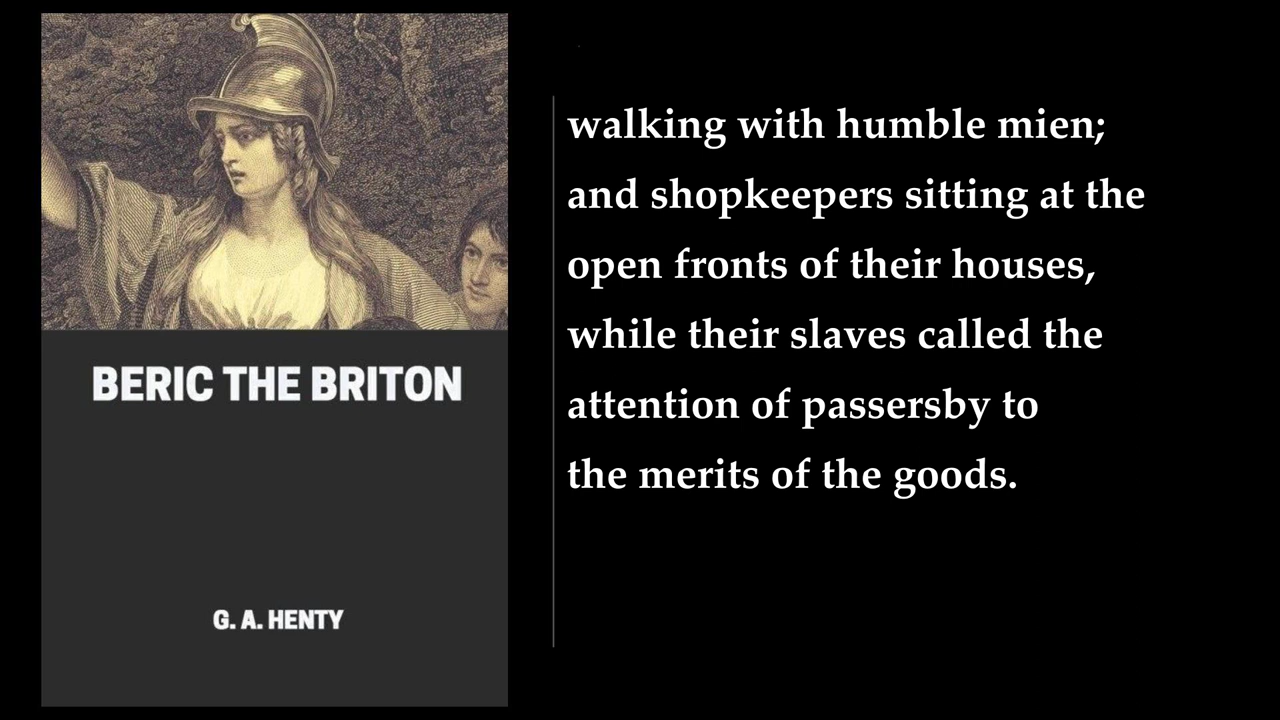 BERIC THE BRITON
G. A. HENTY
walking with humble mien;
and shopkeepers sitting at the
open fronts of their houses,
while their slaves called the
attention of passersby to
the merits of the goods.